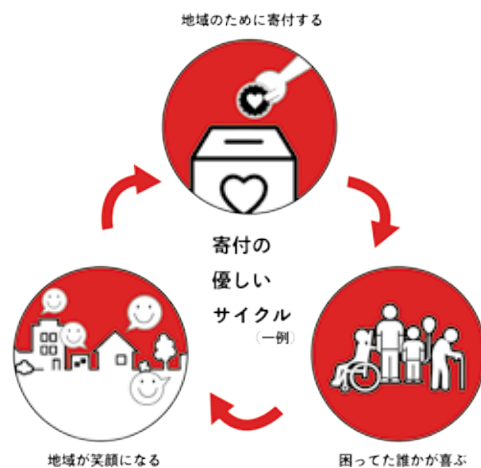 地域のために寄付する
寄付の
優しい
サイクル
（一例）
地域が笑顔になる
困ってた誰かが喜ぶ